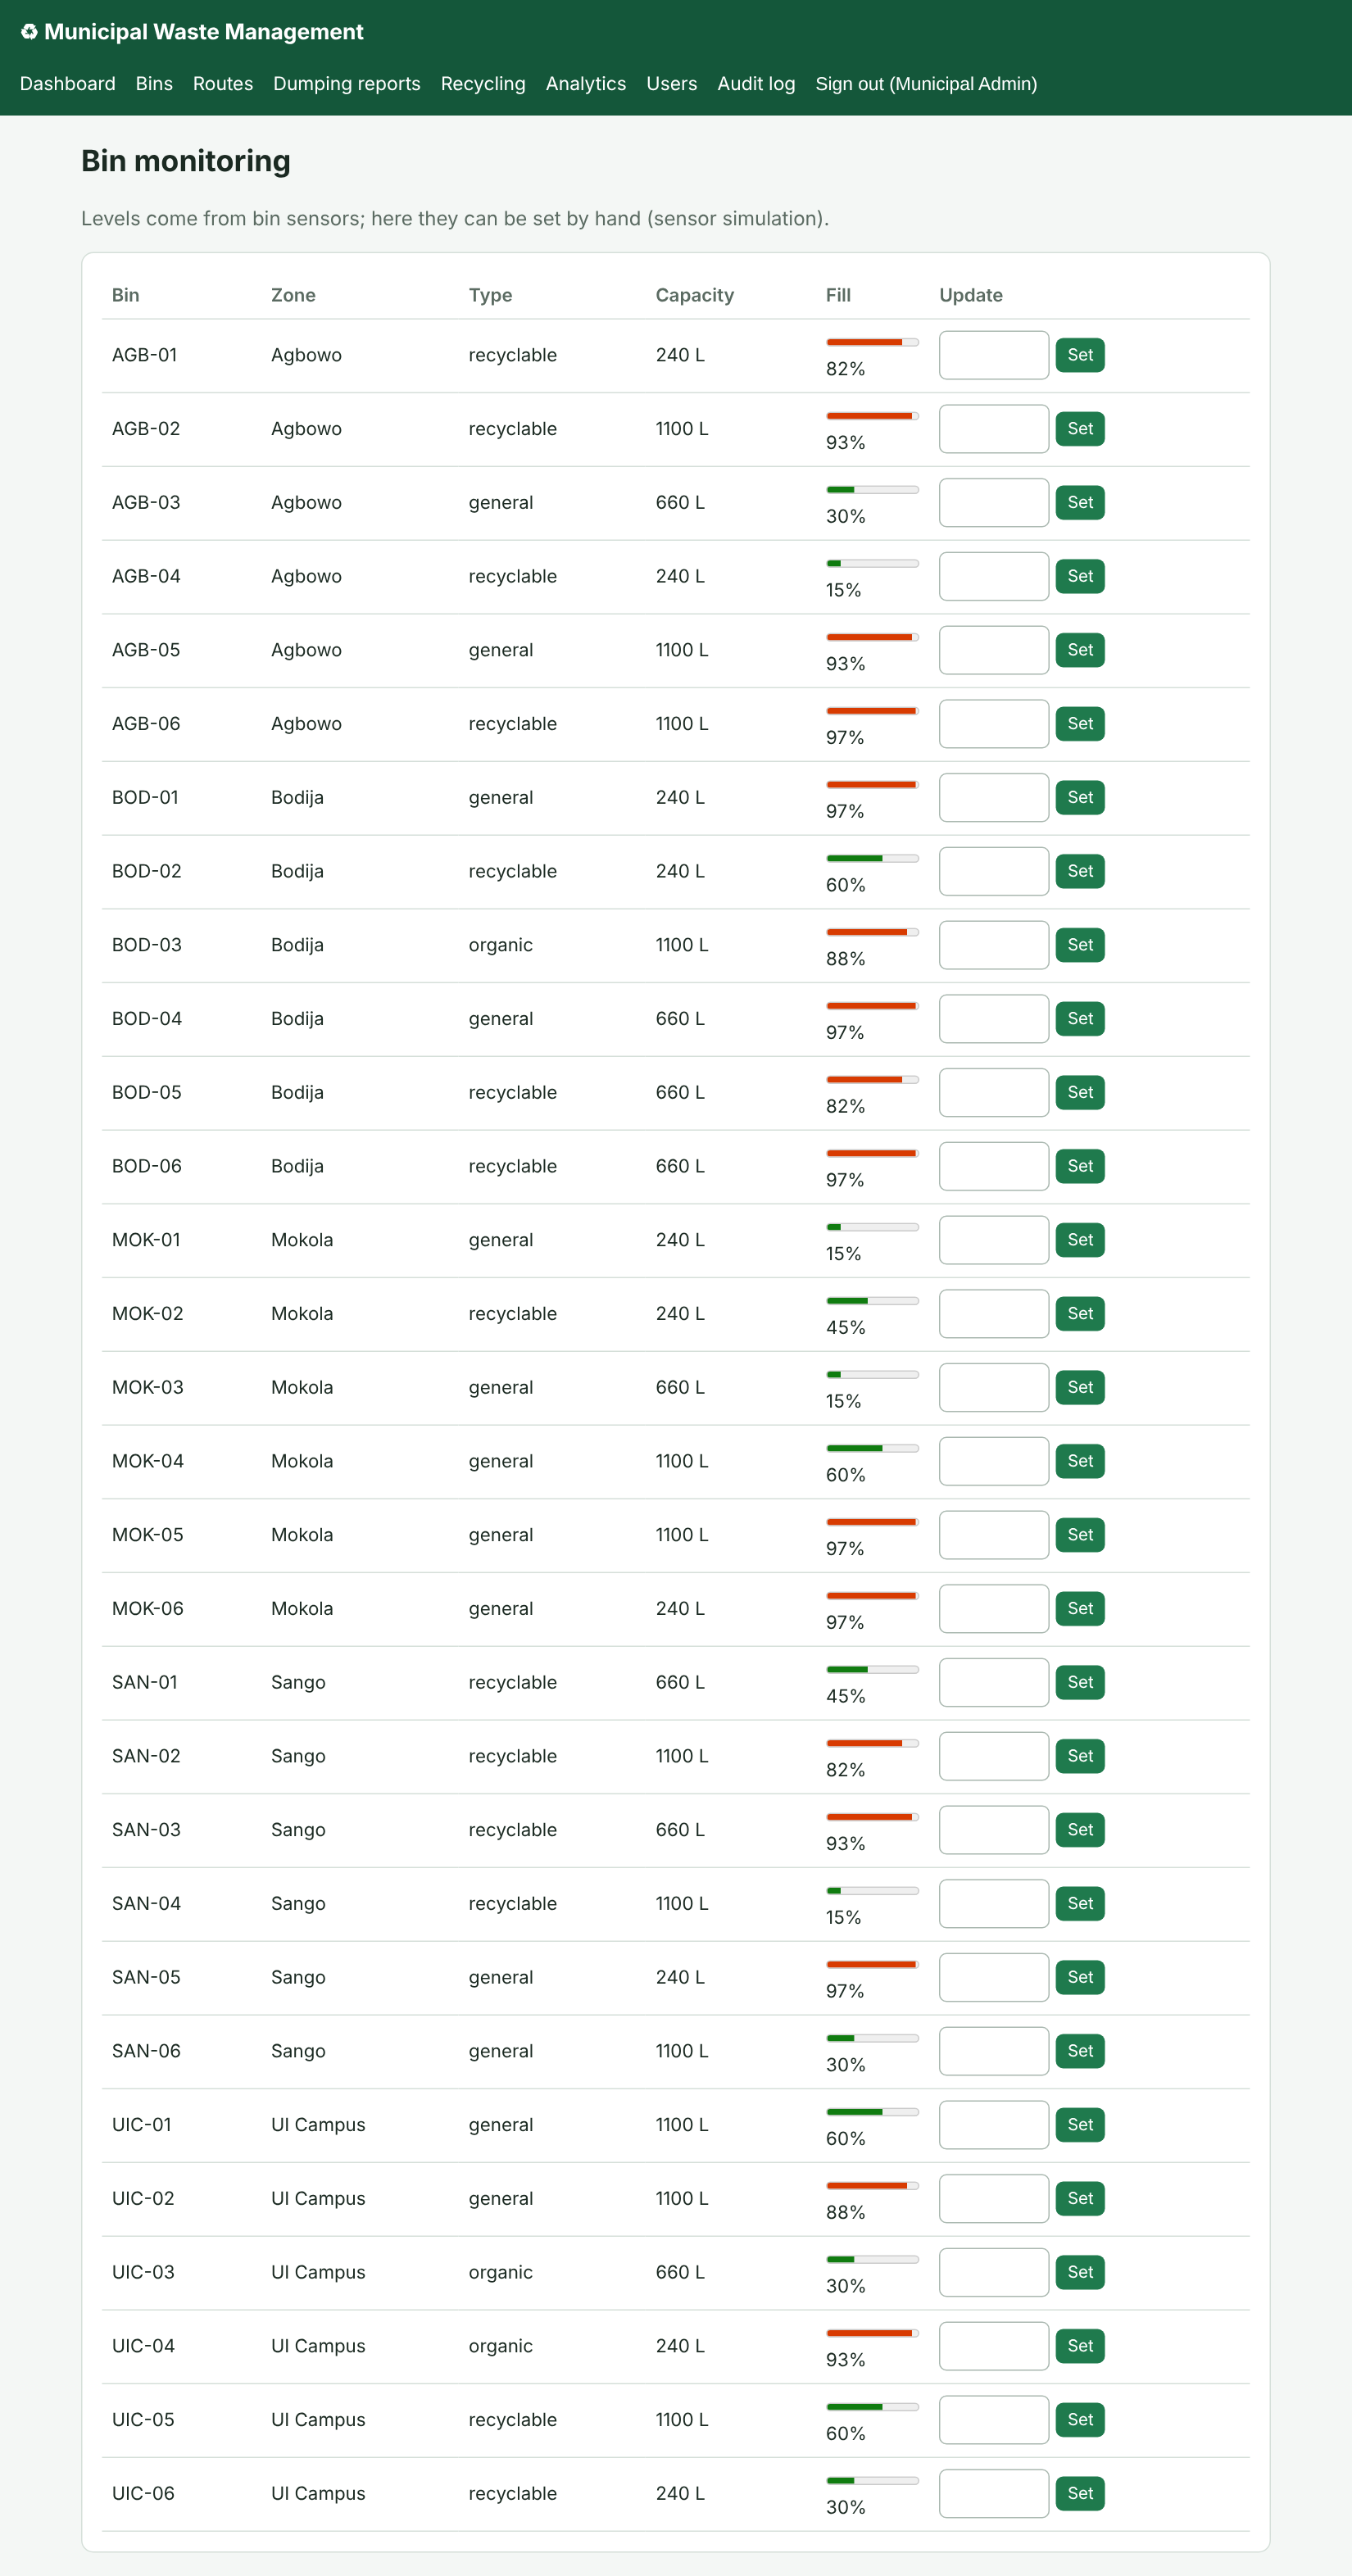 ♻ Municipal Waste Management
Dashboard Bins Routes Dumping reports Recycling Analytics Users Audit log Sign out (Municipal Admin)
Bin monitoring
Levels come from bin sensors; here they can be set by hand (sensor simulation).
Bin Zone Type Capacity Fill Update
AGB-01 Agbowo recyclable 240 L 82% Set
AGB-02 Agbowo recyclable 1100 L 93% Set
AGB-03 Agbowo general 660 L 30% Set
AGB-04 Agbowo recyclable 240 L 15% Set
AGB-05 Agbowo general 1100 L 93% Set
AGB-06 Agbowo recyclable 1100 L 97% Set
BOD-01 Bodija general 240 L 97% Set
BOD-02 Bodija recyclable 240 L 60% Set
BOD-03 Bodija organic 1100 L 88% Set
BOD-04 Bodija general 660 L 97% Set
BOD-05 Bodija recyclable 660 L 82% Set
BOD-06 Bodija recyclable 660 L 97% Set
MOK-01 Mokola general 240 L 15% Set
MOK-02 Mokola recyclable 240 L 45% Set
MOK-03 Mokola general 660 L 15% Set
MOK-04 Mokola general 1100 L 60% Set
MOK-05 Mokola general 1100 L 97% Set
MOK-06 Mokola general 240 L 97% Set
SAN-01 Sango recyclable 660 L 45% Set
SAN-02 Sango recyclable 1100 L 82% Set
SAN-03 Sango recyclable 660 L 93% Set
SAN-04 Sango recyclable 1100 L 15% Set
SAN-05 Sango general 240 L 97% Set
SAN-06 Sango general 1100 L 30% Set
UIC-01 UI Campus general 1100 L 60% Set
UIC-02 UI Campus general 1100 L 88% Set
UIC-03 UI Campus organic 660 L 30% Set
UIC-04 UI Campus organic 240 L 93% Set
UIC-05 UI Campus recyclable 1100 L 60% Set
UIC-06 UI Campus recyclable 240 L 30% Set